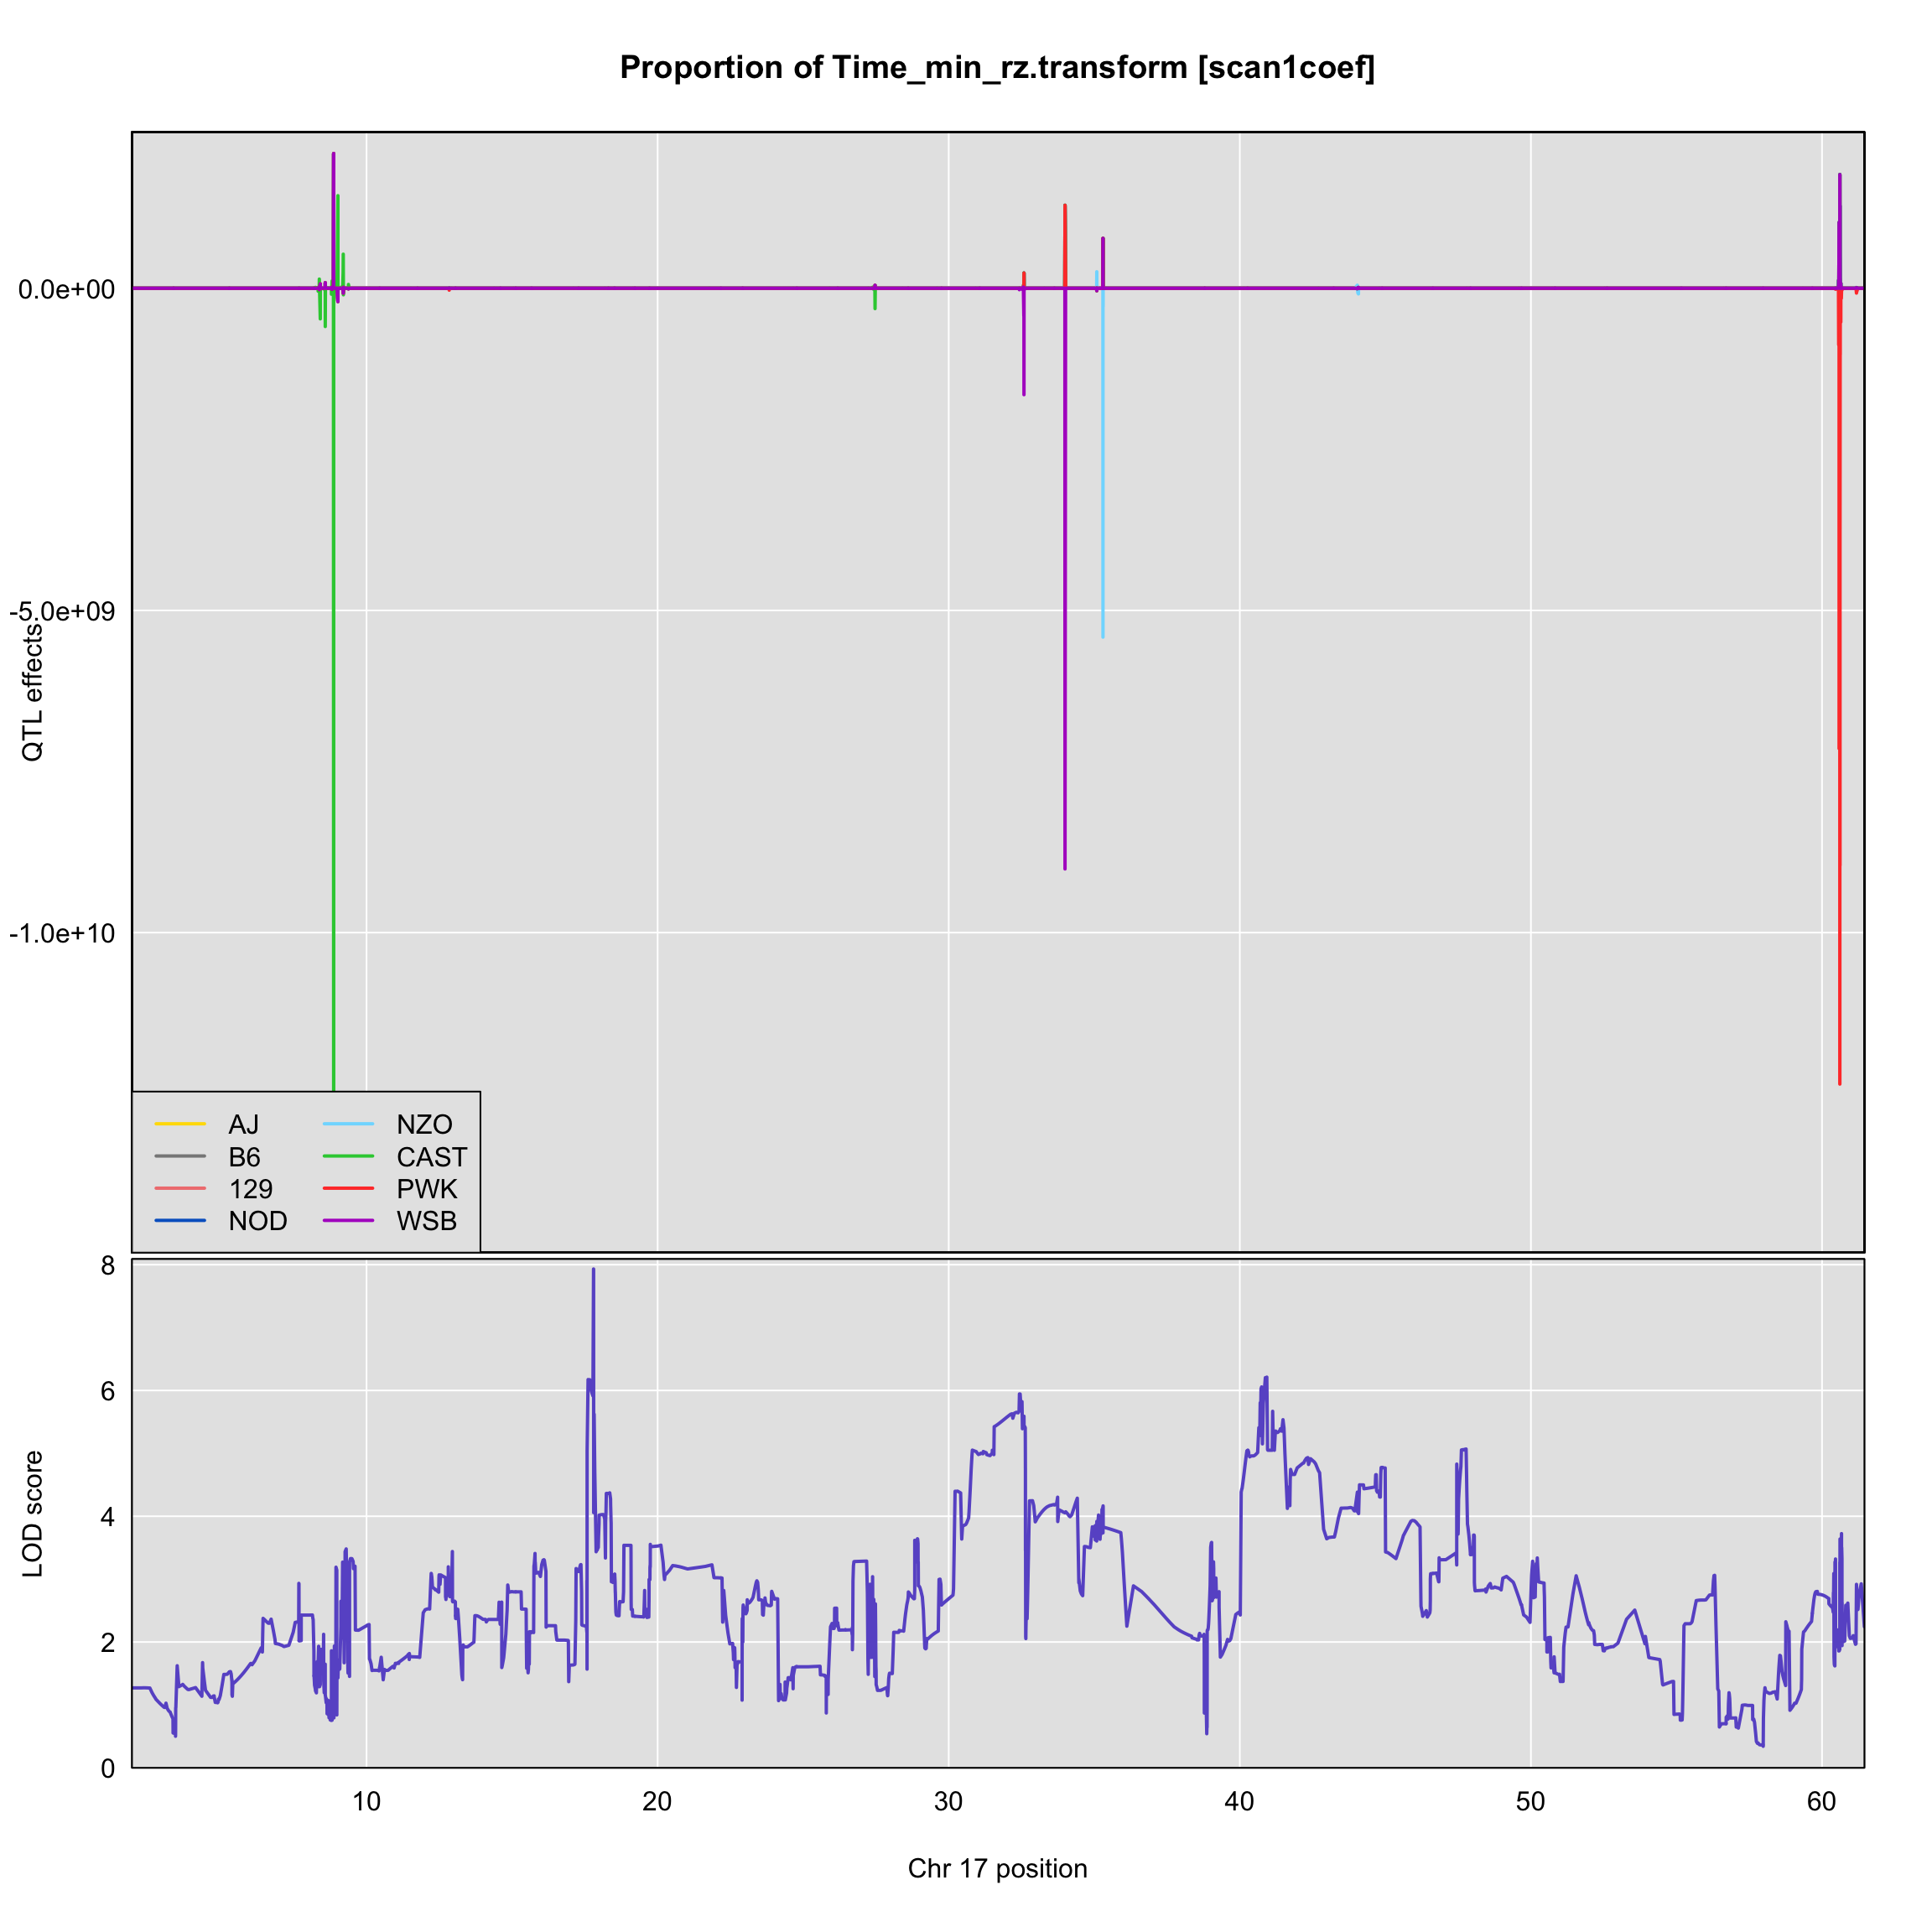 Proportion of Time_min_rz.transform [scan1coef]
0.0e+00
-5.0e+09
-1.0e+10
QTL effects
AJ NZO
B6 CAST
129 PWK
NOD WSB
8
6
4
2
0
LOD score
10 20 30 40 50 60
Chr 17 position